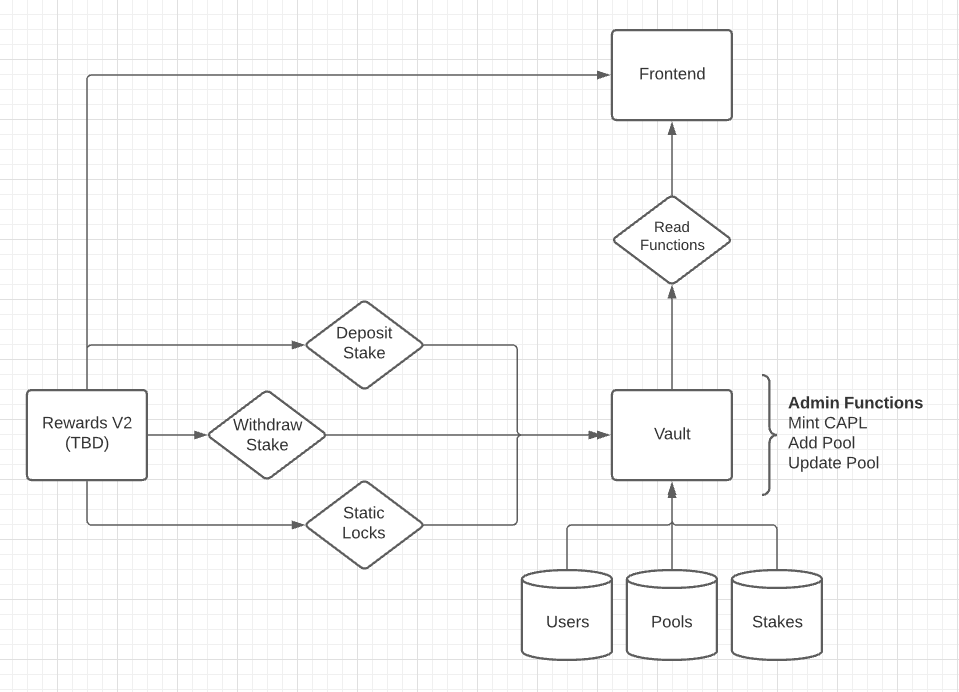 Frontend
Read
Functions
Deposit
Stake
Rewards V2
(TBD)
Withdraw
Stake
Vault
Admin Functions
Mint CAPL
Add Pool
Update Pool
Static
Locks
Users
Pools
Stakes